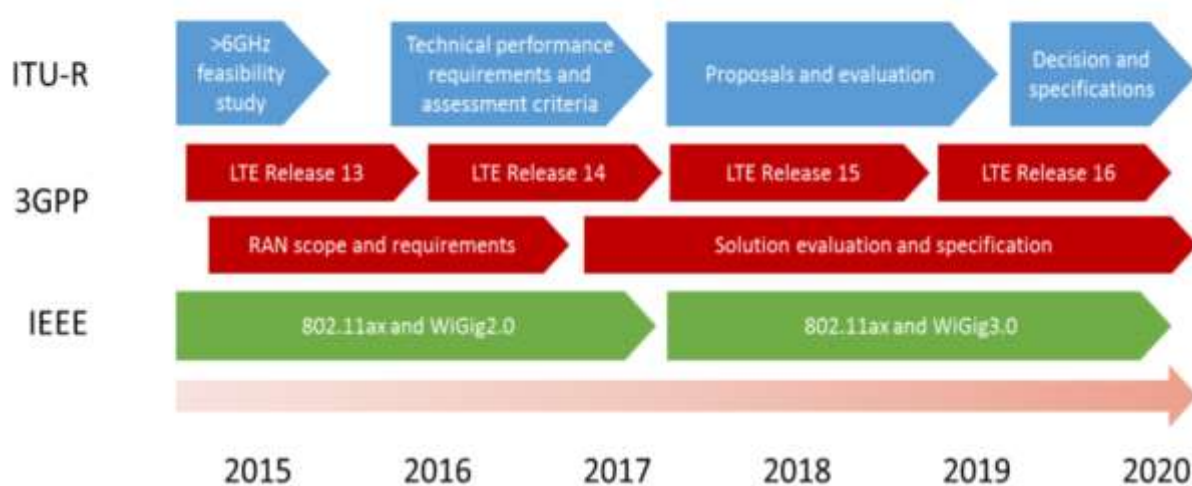 ITU-R
>6GHz
feasibility
study
Technical performance
requirements and
assessment criteria
Proposals and evaluation
Decision and
specifications
3GPP
LTE Release 13
LTE Release 14
LTE Release 15
LTE Release 16
RAN scope and requirements
Solution evaluation and specification
IEEE
802.11ax and WiGig2.0
802.11ax and WiGig3.0
2015
2016
2017
2018
2019
2020